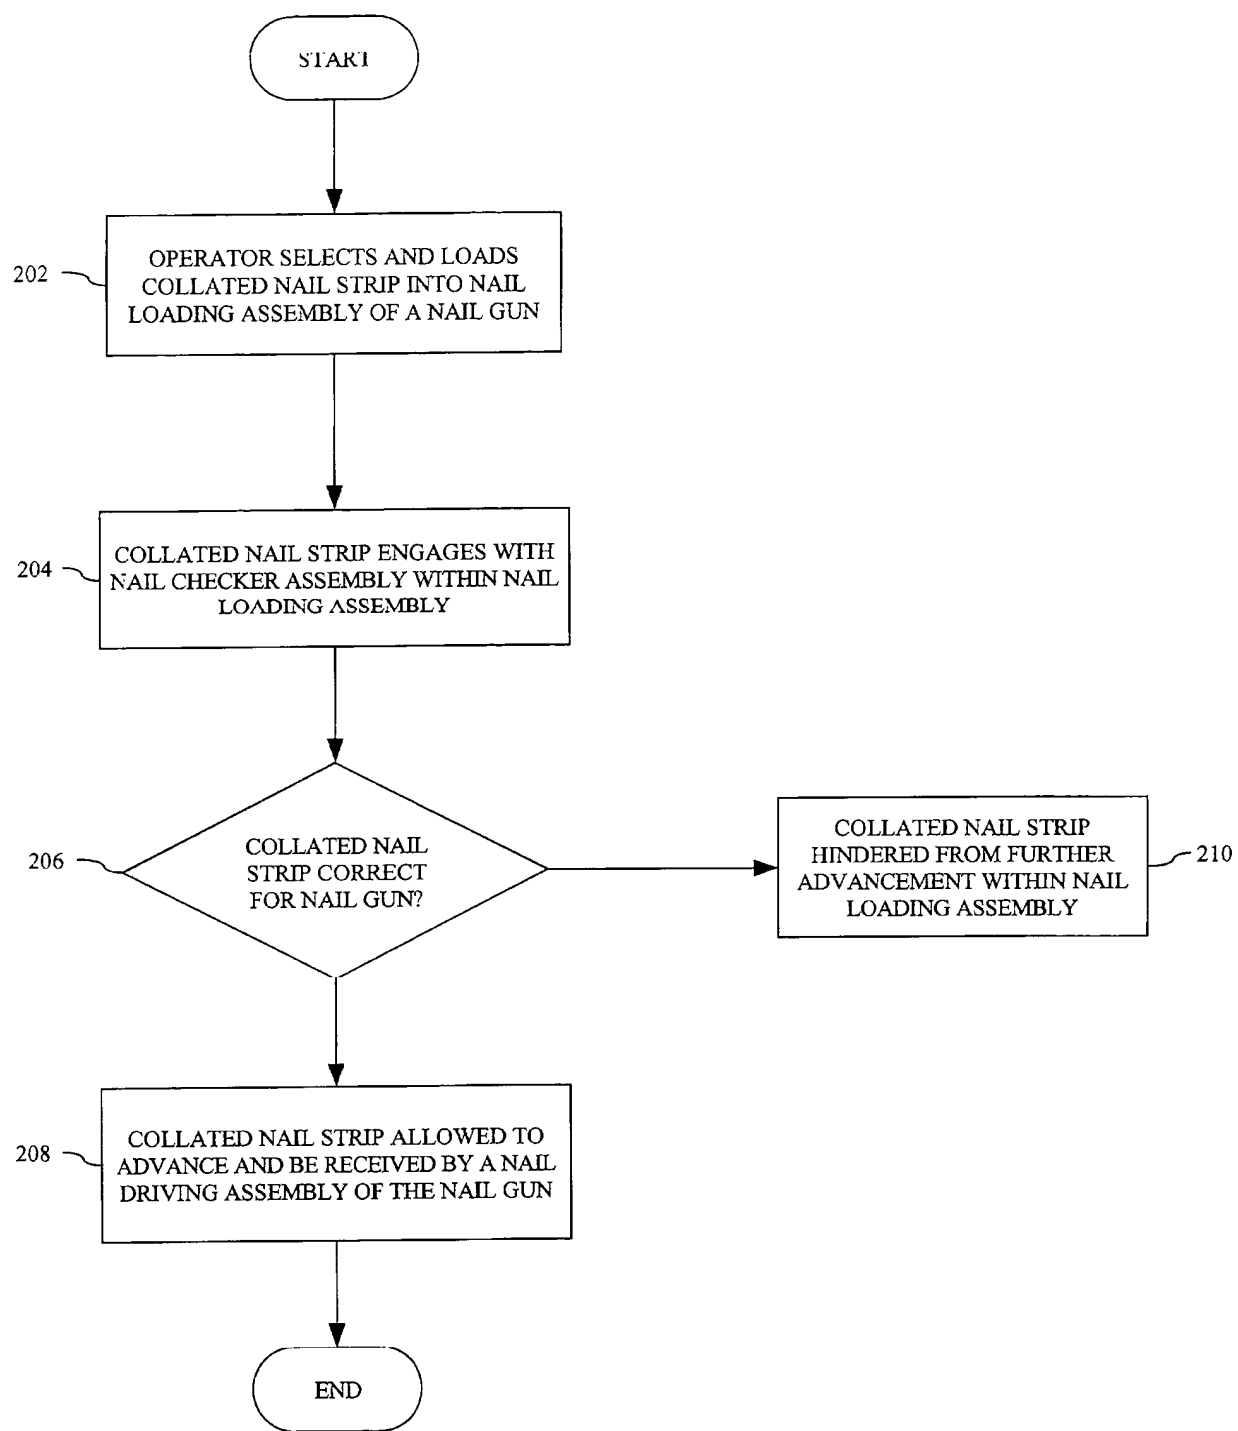 START
202
OPERATOR SELECTS AND LOADS
COLLATED NAIL STRIP INTO NAIL
LOADING ASSEMBLY OF A NAIL GUN
204
COLLATED NAIL STRIP ENGAGES WITH
NAIL CHECKER ASSEMBLY WITHIN NAIL
LOADING ASSEMBLY
206
COLLATED NAIL
STRIP CORRECT
FOR NAIL GUN?
COLLATED NAIL STRIP
HINDERED FROM FURTHER
ADVANCEMENT WITHIN NAIL
LOADING ASSEMBLY
210
208
COLLATED NAIL STRIP ALLOWED TO
ADVANCE AND BE RECEIVED BY A NAIL
DRIVING ASSEMBLY OF THE NAIL GUN
END